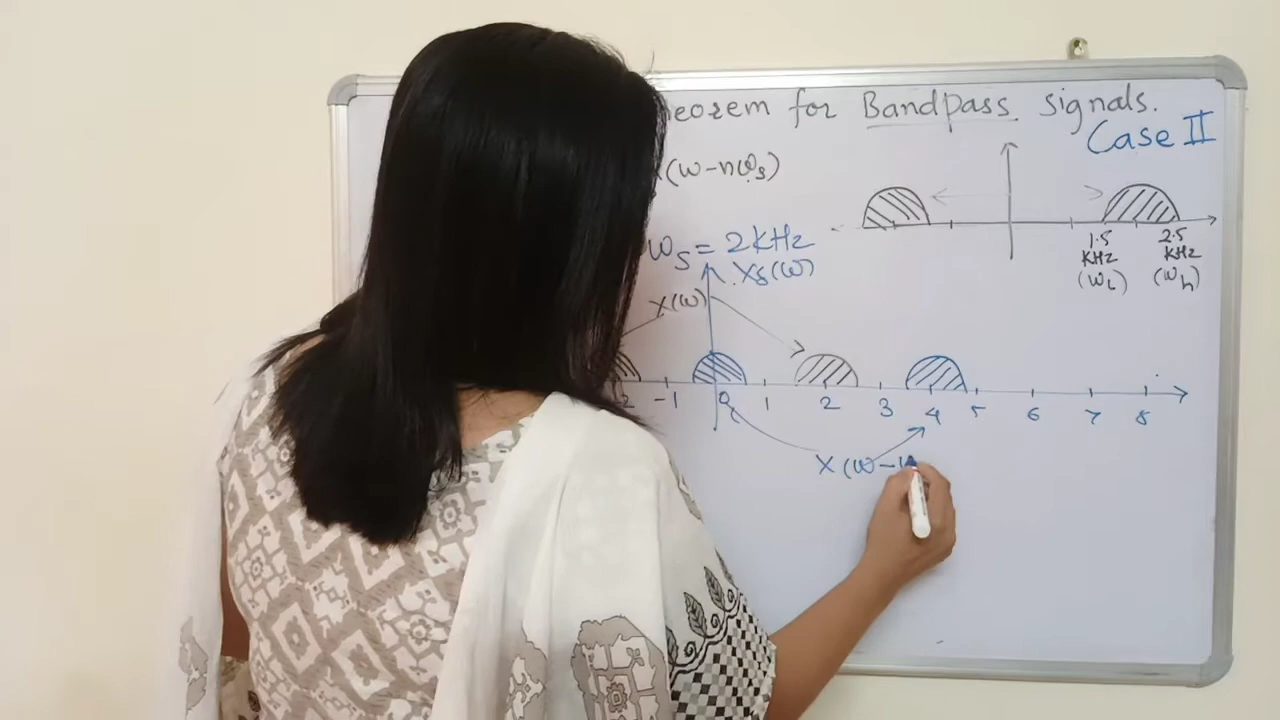 eorem for Bandpass signals.
Case II
(ω-nωs)
ωs = 2 KHz
Xs(ω)
X(ω)
1.5 KHz (ωL)
2.5 KHz (ωh)
-2 -1 0 1 2 3 4 5 6 7 8
X(ω-